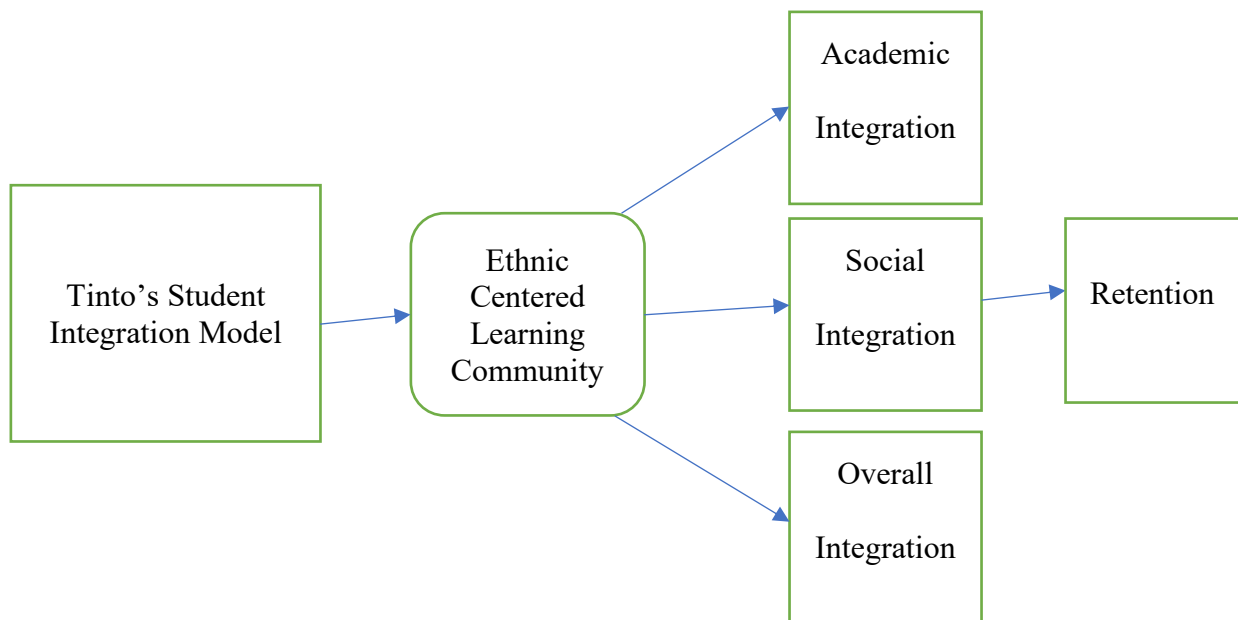 Tinto’s Student
Integration Model
Ethnic
Centered
Learning
Community
Academic
Integration
Social
Integration
Overall
Integration
Retention